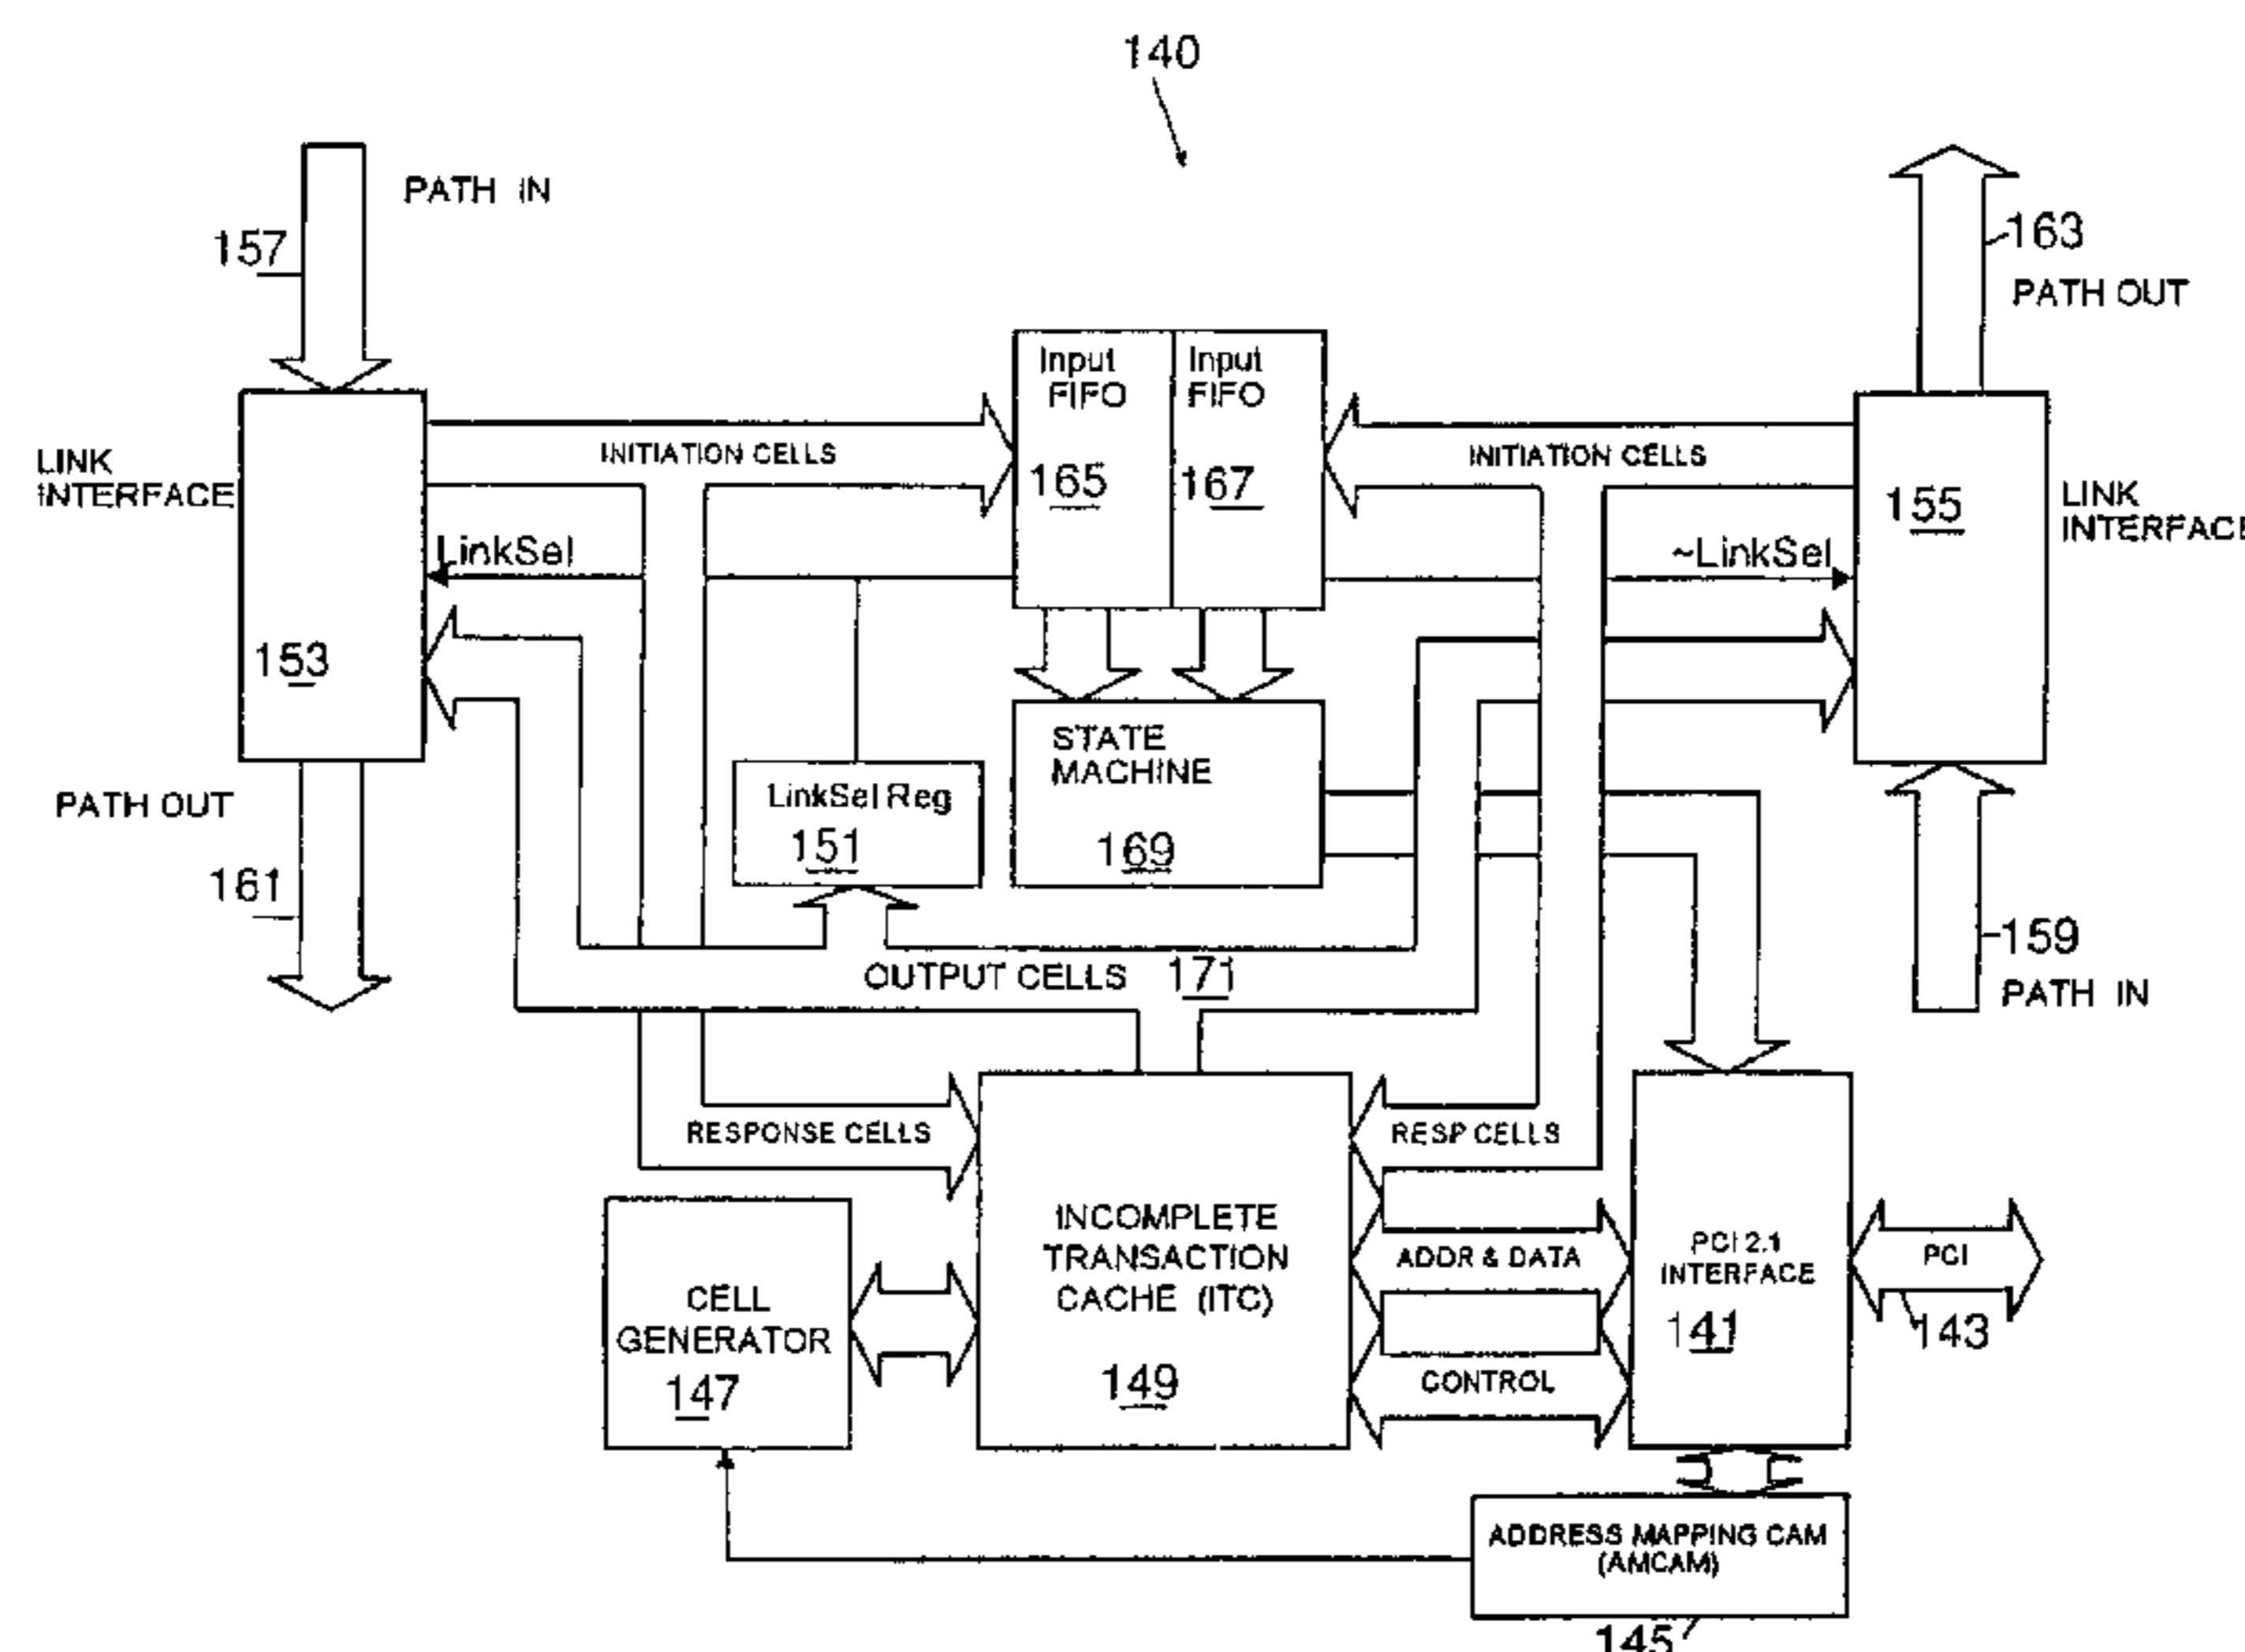 140
PATH IN
157
163
PATH OUT
Input
FIFO
165
Input
FIFO
167
INITIATION CELLS
INITIATION CELLS
LINK
INTERFACE
155
LINK
INTERFACE
LinkSel
~LinkSel
153
STATE
MACHINE
169
LinkSel Reg
151
PATH OUT
161
159
PATH IN
OUTPUT CELLS 171
RESPONSE CELLS
RESP CELLS
INCOMPLETE
TRANSACTION
CACHE (ITC)
149
ADDR & DATA
PCI 2.1
INTERFACE
141
PCI
143
CELL
GENERATOR
147
CONTROL
ADDRESS MAPPING CAM
(AMCAM)
145